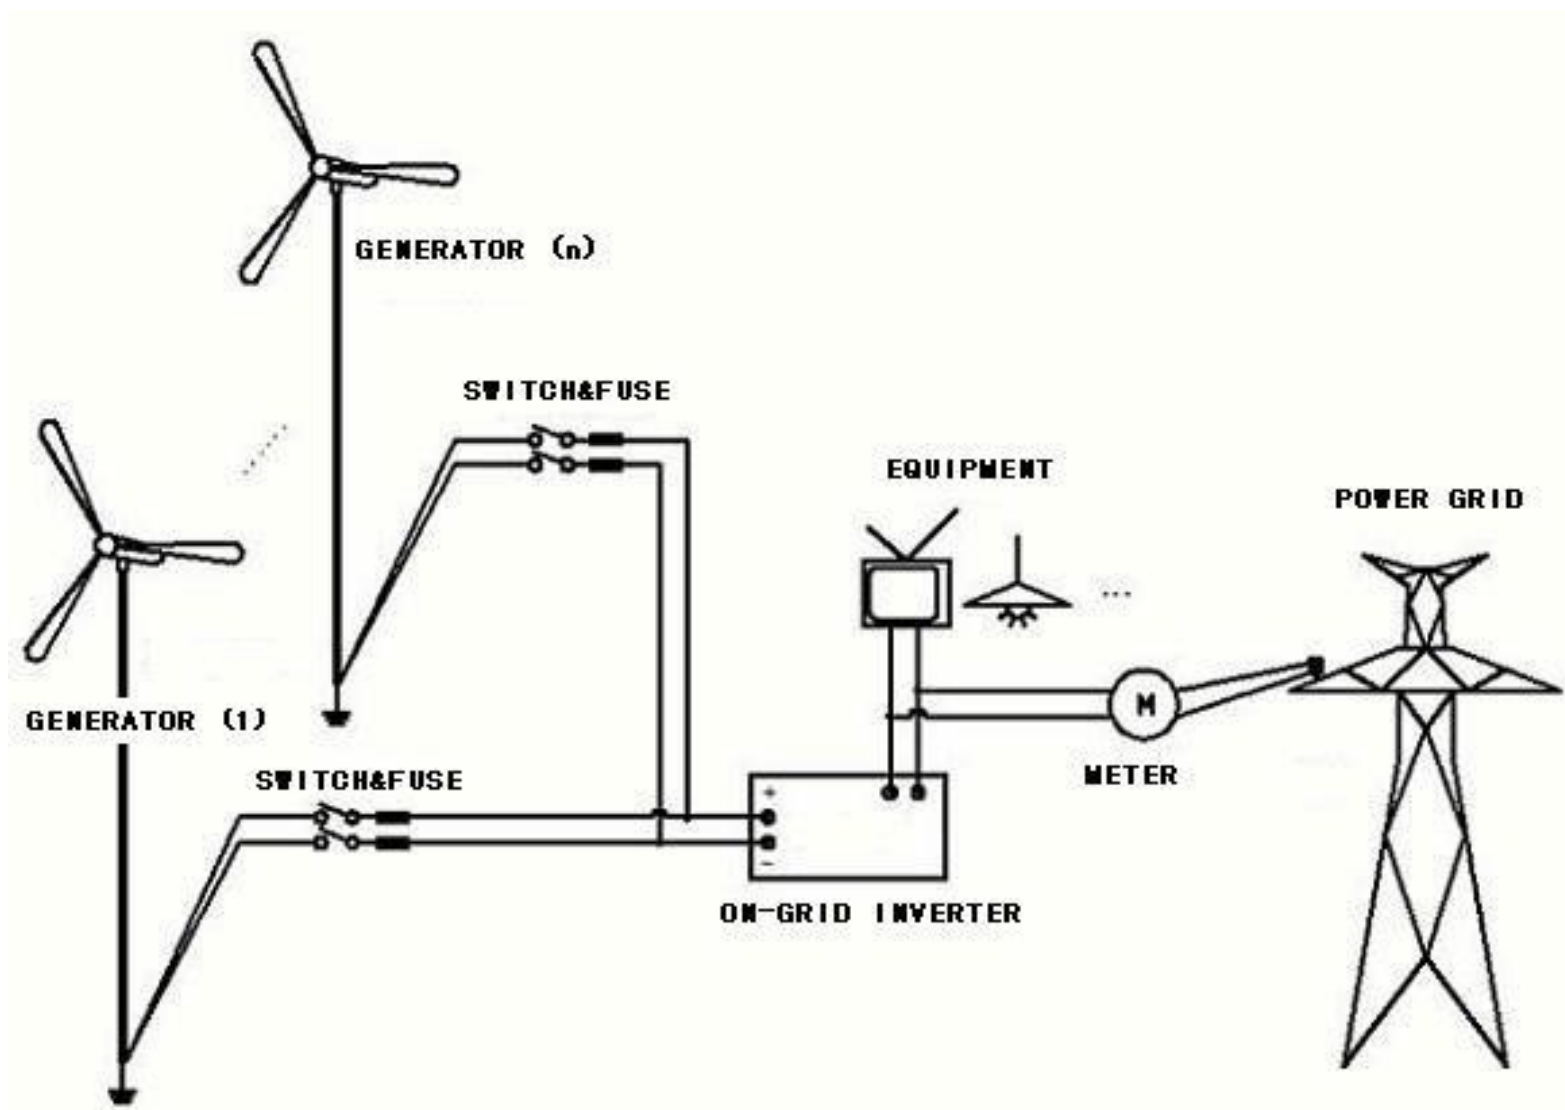 GENERATOR (n)
SWITCH&FUSE
EQUIPMENT
...
POWER GRID
GENERATOR (1)
M
SWITCH&FUSE
METER
+
−
ON-GRID INVERTER